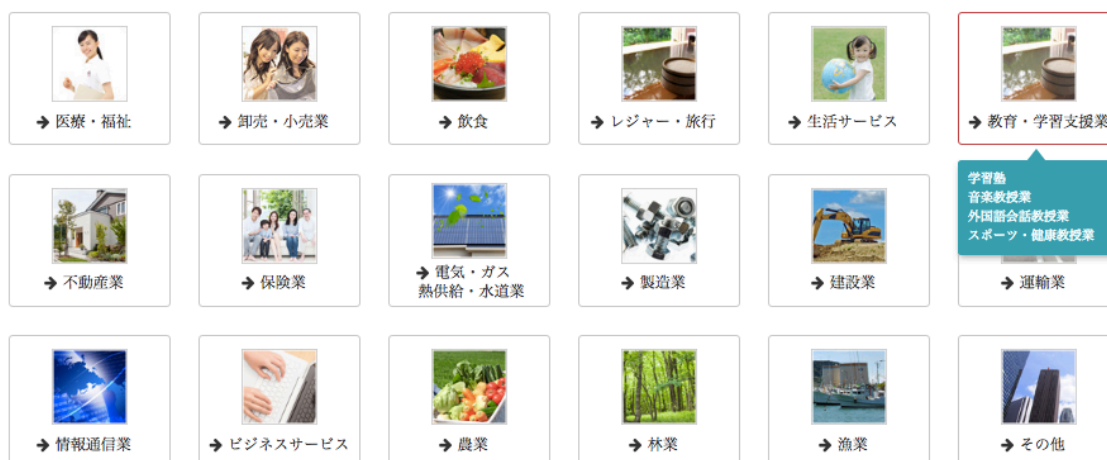 医療・福祉
卸売・小売業
飲食
レジャー・旅行
生活サービス
教育・学習支援業
学習塾
音楽教授業
外国語会話教授業
スポーツ・健康教授業
不動産業
保険業
電気・ガス
熱供給・水道業
製造業
建設業
運輸業
情報通信業
ビジネスサービス
農業
林業
漁業
その他